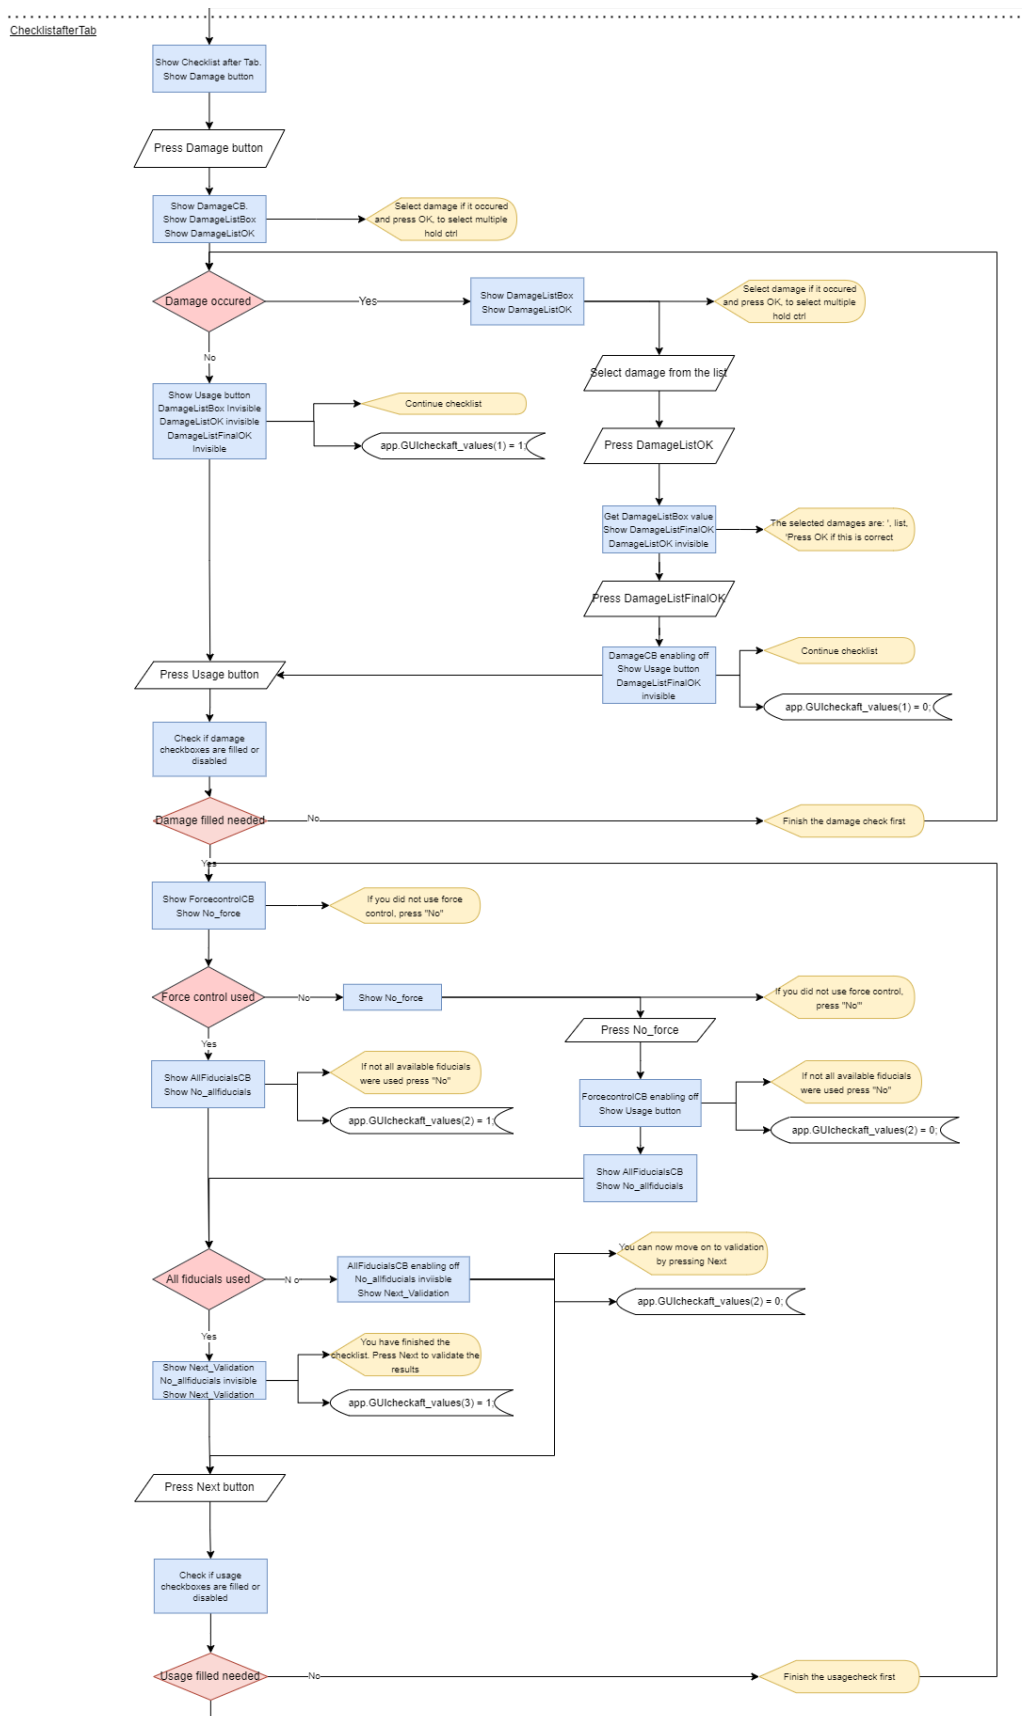 ChecklistafterTab
Show Checklist after Tab.
Show Damage button
Press Damage button
Show DamageCB.
Show DamageListBox
Show DamageListOK
Select damage if it occured
and press OK, to select multiple
hold ctrl
Damage occured
Yes
Show DamageListBox
Show DamageListOK
Select damage if it occured
and press OK, to select multiple
hold ctrl
No
Select damage from the list
Show Usage button
DamageListBox Invisible
DamageListOK invisible
DamageListFinalOK
Invisible
Continue checklist
app.GUIcheckaft_values(1) = 1;
Press DamageListOK
Get DamageListBox value
Show DamageListFinalOK
DamageListOK invisible
The selected damages are: ', list,
'Press OK if this is correct
Press DamageListFinalOK
DamageCB enabling off
Show Usage button
DamageListFinalOK
invisible
Continue checklist
app.GUIcheckaft_values(1) = 0;
Press Usage button
Check if damage
checkboxes are filled or
disabled
Damage filled needed
No
Finish the damage check first
Yes
Show ForcecontrolCB
Show No_force
If you did not use force
control, press "No"
Force control used
No
Show No_force
If you did not use force control,
press "No"'
Press No_force
Yes
Show AllFiducialsCB
Show No_allfiducials
If not all available fiducials
were used press "No"
app.GUIcheckaft_values(2) = 1;
ForcecontrolCB enabling off
Show Usage button
If not all available fiducials
were used press "No"
app.GUIcheckaft_values(2) = 0;
Show AllFiducialsCB
Show No_allfiducials
All fiducials used
N o
AllFiducialsCB enabling off
No_allfiducials inviisble
Show Next_Validation
You can now move on to validation
by pressing Next
app.GUIcheckaft_values(2) = 0;
Yes
Show Next_Validation
No_allfiducials invisible
Show Next_Validation
You have finished the
checklist. Press Next to validate the
results
app.GUIcheckaft_values(3) = 1;
Press Next button
Check if usage
checkboxes are filled or
disabled
Usage filled needed
No
Finish the usagecheck first